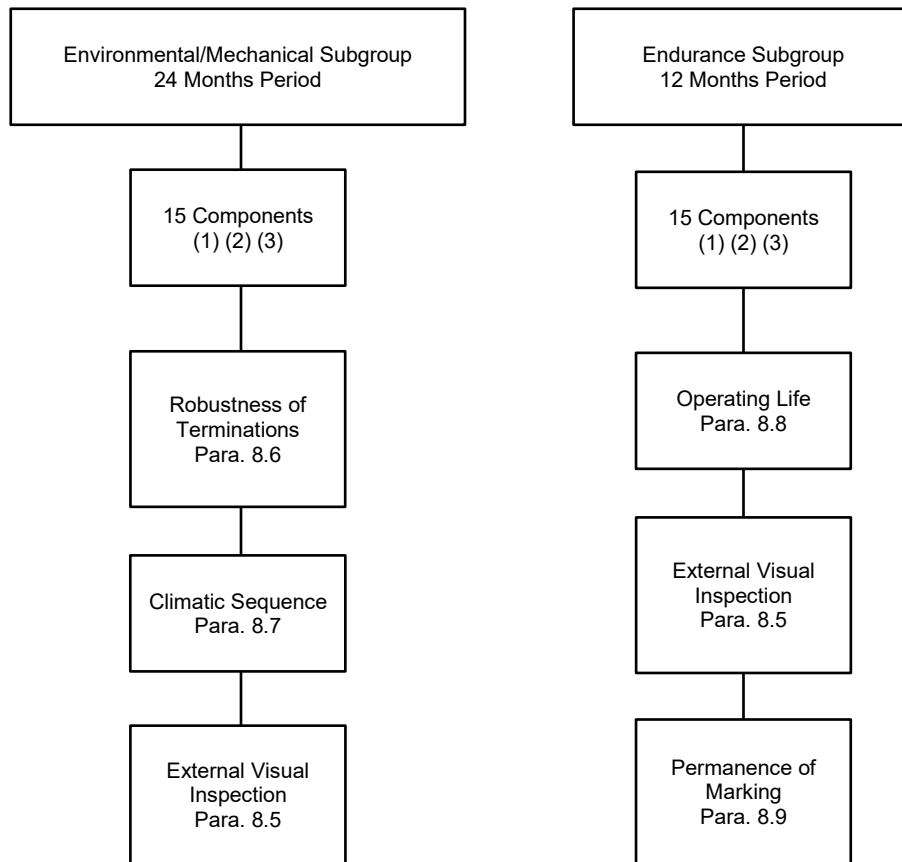 Environmental/Mechanical Subgroup
24 Months Period
15 Components
(1) (2) (3)
Robustness of
Terminations
Para. 8.6
Climatic Sequence
Para. 8.7
External Visual
Inspection
Para. 8.5
Endurance Subgroup
12 Months Period
15 Components
(1) (2) (3)
Operating Life
Para. 8.8
External Visual
Inspection
Para. 8.5
Permanence of
Marking
Para. 8.9